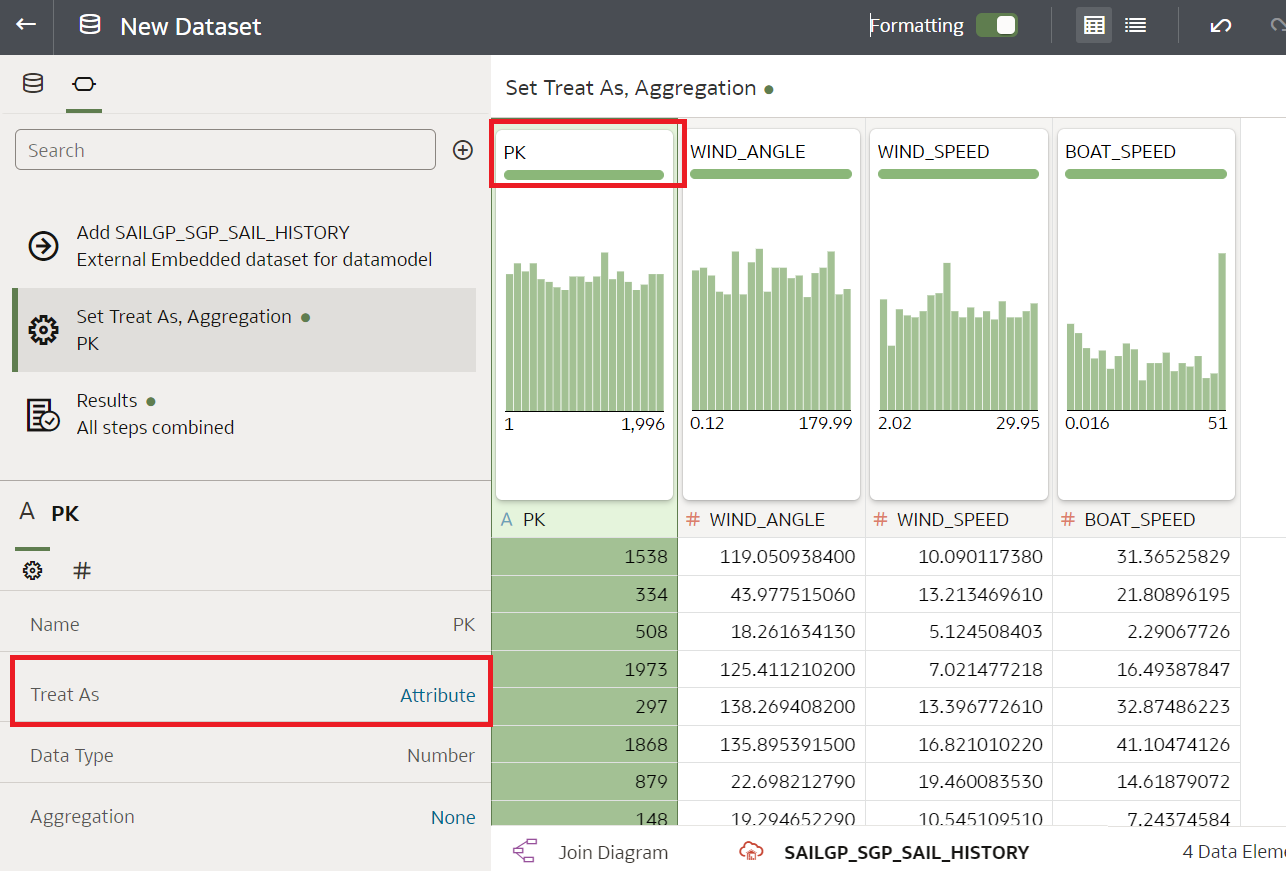 New Dataset
Formatting
Search
Add SAILGP_SGP_SAIL_HISTORY
External Embedded dataset for datamodel
Set Treat As, Aggregation
PK
Results
All steps combined
A PK
#
Name PK
Treat As Attribute
Data Type Number
Aggregation None
Set Treat As, Aggregation
PK WIND_ANGLE WIND_SPEED BOAT_SPEED
1 1,996 0.12 179.99 2.02 29.95 0.016 51
A PK # WIND_ANGLE # WIND_SPEED # BOAT_SPEED
1538 119.050938400 10.090117380 31.36525829
334 43.977515060 13.213469610 21.80896195
508 18.261634130 5.124508403 2.29067726
1973 125.411210200 7.021477218 16.49387847
297 138.269408200 13.396772610 32.87486223
1868 135.895391500 16.821010220 41.10474126
879 22.698212790 19.460083530 14.61879072
148 19.294652290 10.545109510 7.24374584
Join Diagram SAILGP_SGP_SAIL_HISTORY 4 Data Eleme